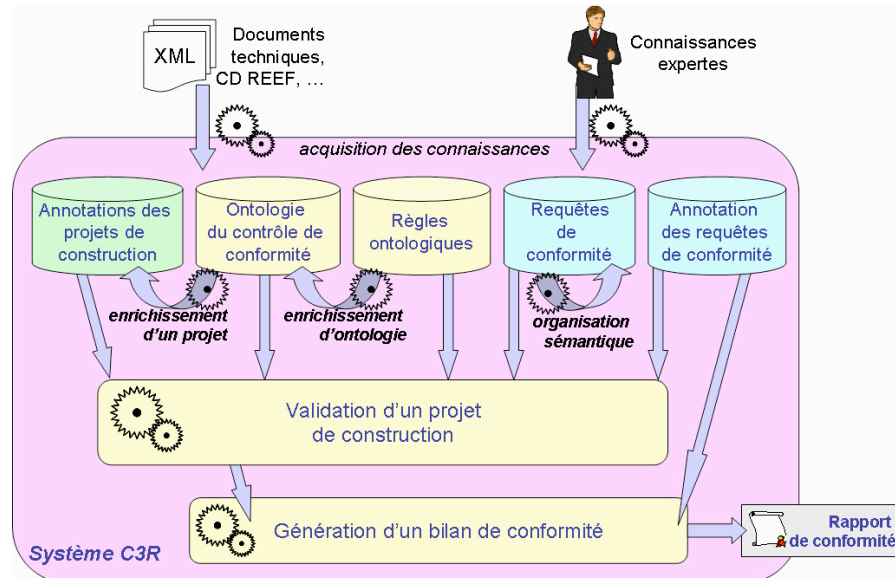 XML
Documents
techniques,
CD REEF, …
Connaissances
expertes
acquisition des connaissances
Annotations des
projets de
construction
Ontologie
du contrôle de
conformité
Règles
ontologiques
Requêtes
de
conformité
Annotation
des requêtes
de conformité
enrichissement
d'un projet
enrichissement
d'ontologie
organisation
sémantique
Validation d'un projet
de construction
Génération d'un bilan de conformité
Rapport
de conformité
Système C3R